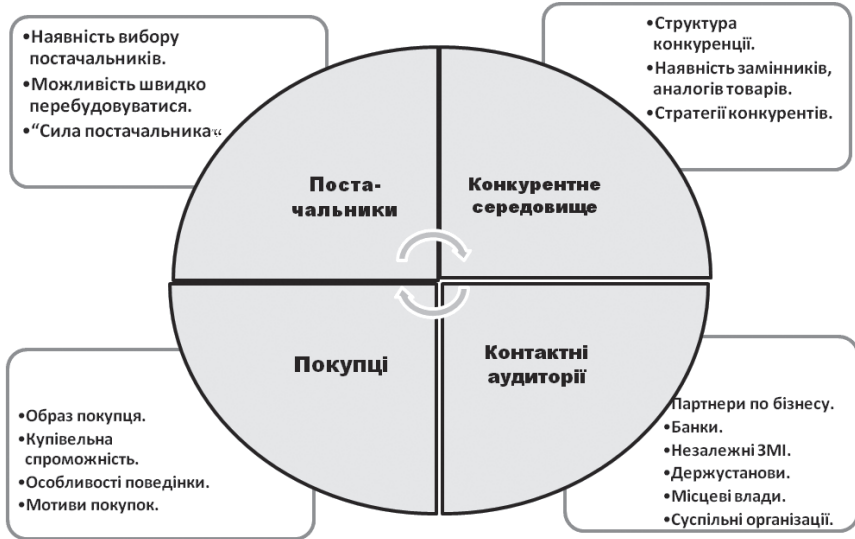 •Наявність вибору
постачальників.
•Можливість швидко
перебудовуватися.
•“Сила постачальника“
•Структура
конкуренції.
•Наявність замінників,
аналогів товарів.
•Стратегії конкурентів.
Поста-
чальники
Конкурентне
середовище
Покупці
Контактні
аудиторії
•Образ покупця.
•Купівельна
спроможність.
•Особливості поведінки.
•Мотиви покупок.
Партнери по бізнесу.
•Банки.
•Незалежні ЗМІ.
•Держустанови.
•Місцеві влади.
•Суспільні організації.